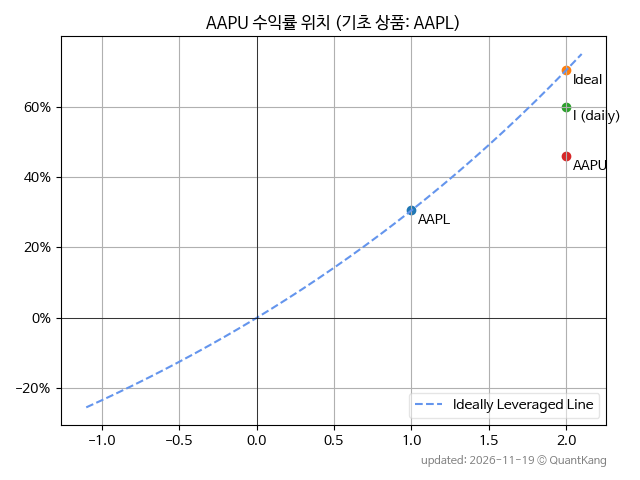 AAPU 수익률 위치 (기초 상품: AAPL)
Ideal
60%
I (daily)
AAPU
40%
AAPL
20%
0%
−20%
Ideally Leveraged Line
−1.0 −0.5 0.0 0.5 1.0 1.5 2.0
updated: 2026-11-19 © QuantKang